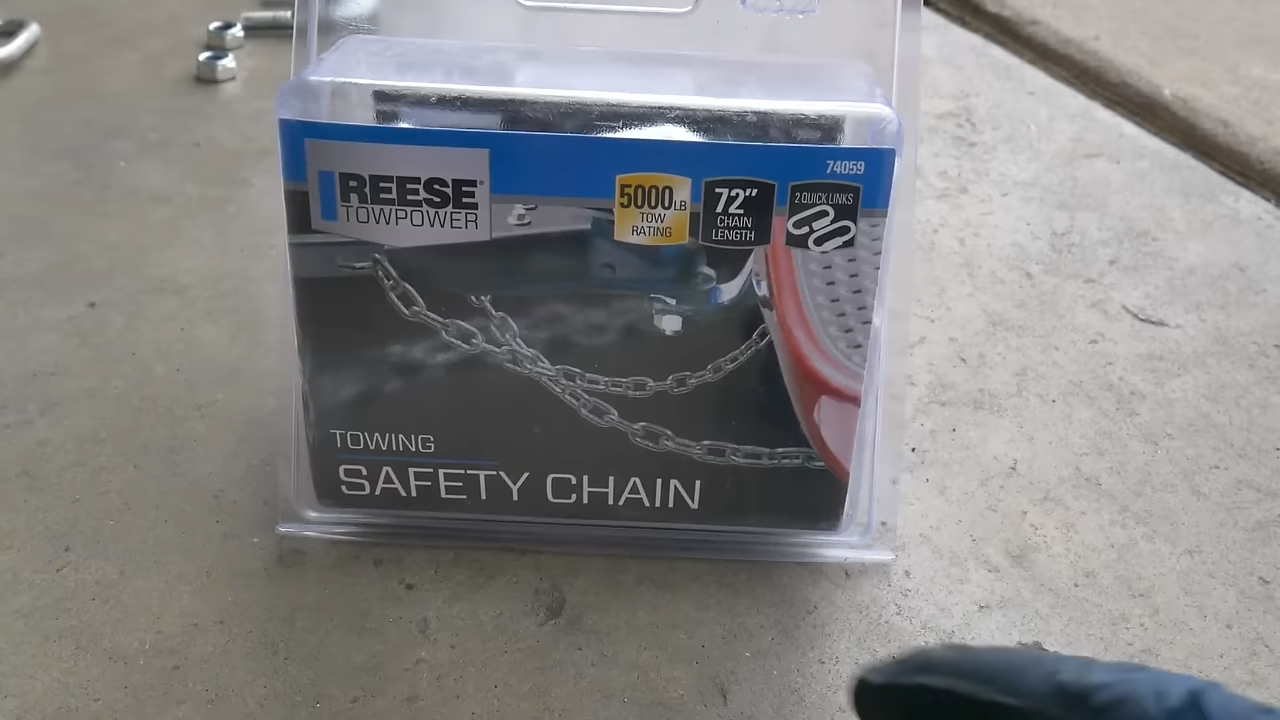 74059
REESE®
TOWPOWER
5000LB
TOW
RATING
72"
CHAIN
LENGTH
2 QUICK LINKS
TOWING
SAFETY CHAIN